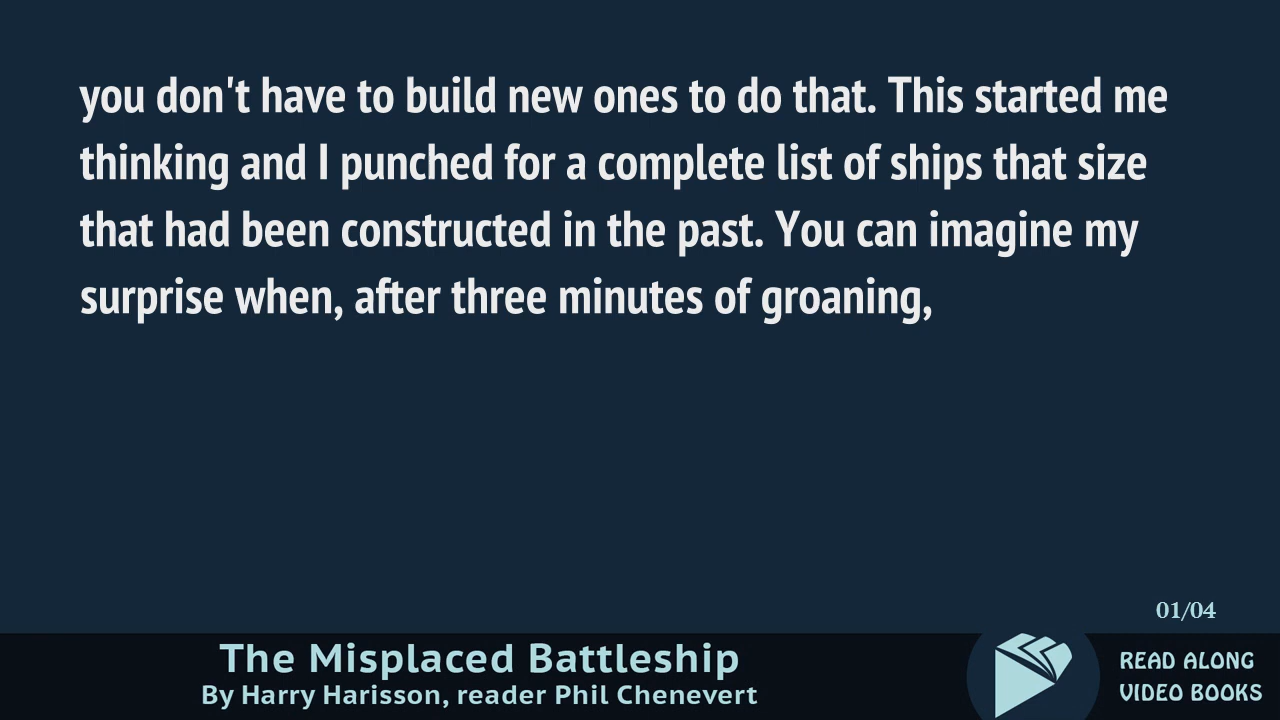 you don't have to build new ones to do that. This started me
thinking and I punched for a complete list of ships that size
that had been constructed in the past. You can imagine my
surprise when, after three minutes of groaning,
01/04
The Misplaced Battleship
By Harry Harisson, reader Phil Chenevert
READ ALONG
VIDEO BOOKS